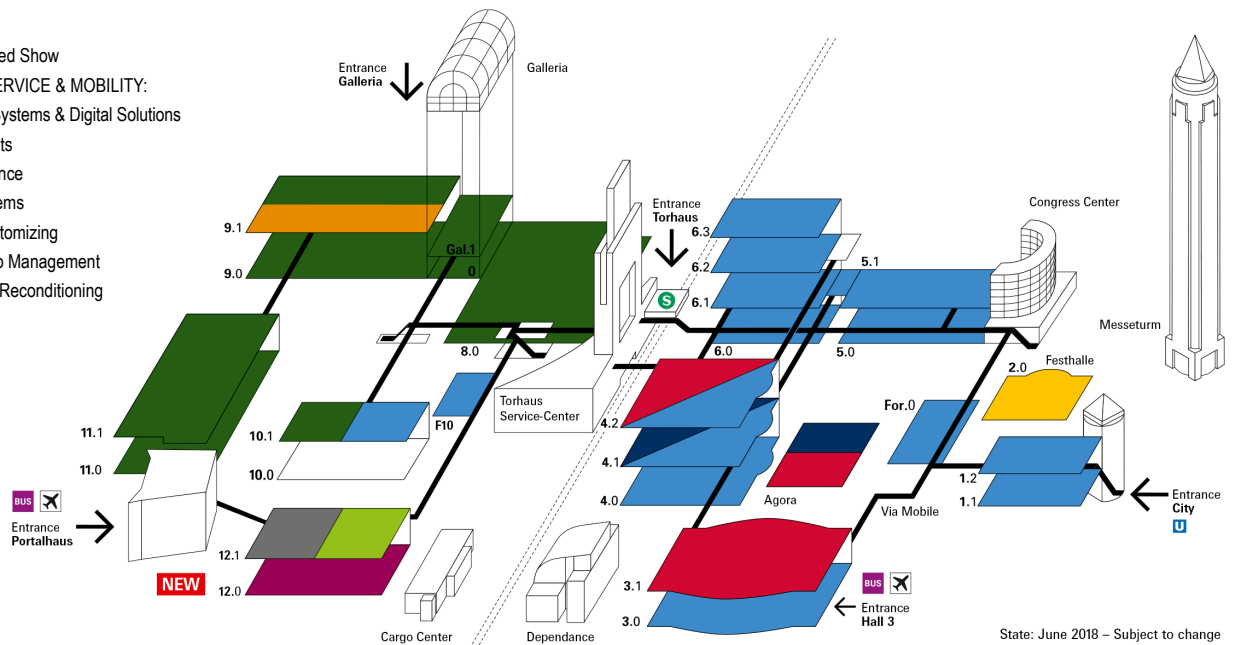 ed Show
ERVICE & MOBILITY:
Systems & Digital Solutions
ts
nce
ems
tomizing
p Management
Reconditioning
Entrance
Galleria
Galleria
Entrance
Torhaus
S
Congress Center
Messeturm
9.1
9.0
Gal.1
0
8.0
6.3
6.2
6.1
6.0
5.1
5.0
2.0
Festhalle
Torhaus
Service-Center
F10
11.1
11.0
10.1
10.0
4.2
4.1
4.0
Agora
For.0
1.2
1.1
Via Mobile
Entrance
City
U
BUS
Entrance
Portalhaus
NEW
12.1
12.0
Cargo Center
Dependance
3.1
3.0
BUS
Entrance
Hall 3
State: June 2018 – Subject to change